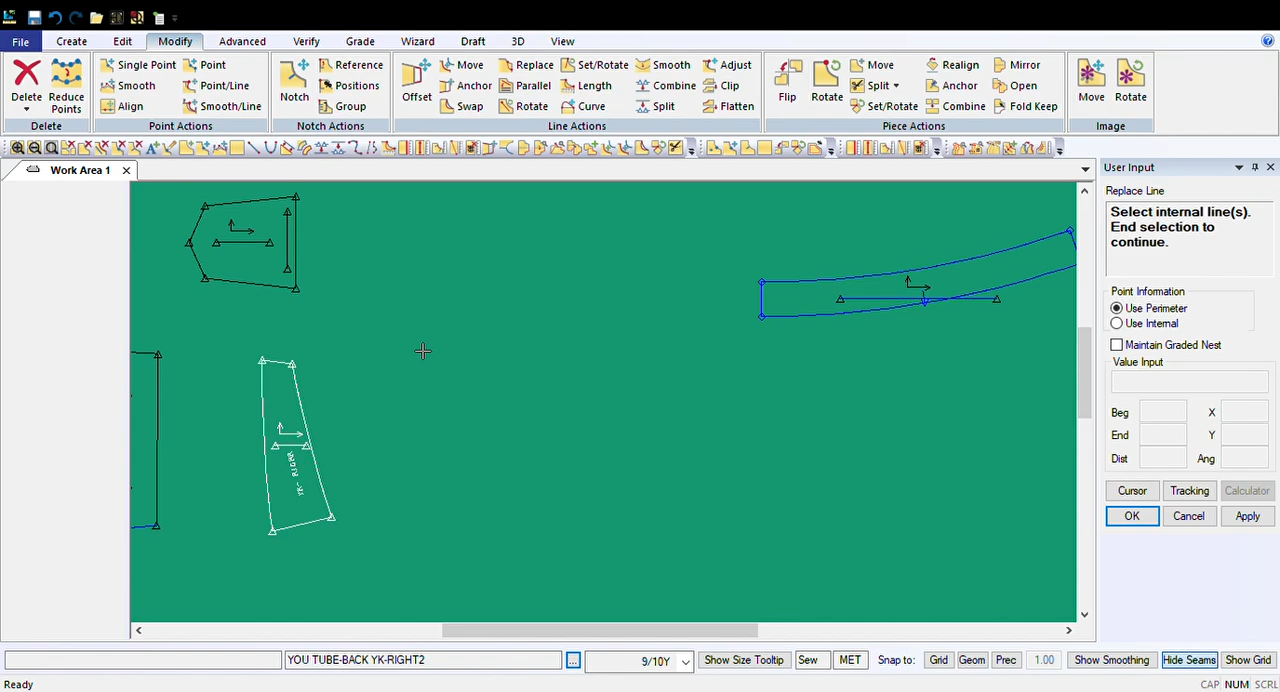 File Create Edit Modify Advanced Verify Grade Wizard Draft 3D View
Single Point Point Reference Move Replace Set/Rotate Smooth Adjust Move Realign Mirror
Smooth Point/Line Positions Anchor Parallel Length Combine Clip Split Anchor Open
Align Smooth/Line Group Swap Rotate Curve Split Flatten Set/Rotate Combine Fold Keep
Delete Reduce Points Notch Offset Flip Rotate Move Rotate
Delete Point Actions Notch Actions Line Actions Piece Actions Image
Work Area 1
User Input
Replace Line
Select internal line(s).
End selection to
continue.
Point Information
Use Perimeter
Use Internal
Maintain Graded Nest
Value Input
Beg X
End Y
Dist Ang
Cursor Tracking Calculator
OK Cancel Apply
YK- RIGHR
YOU TUBE-BACK YK-RIGHT2 ... 9/10Y Show Size Tooltip Sew MET Snap to: Grid Geom Prec 1.00 Show Smoothing Hide Seams Show Grid
Ready CAP NUM SCRL